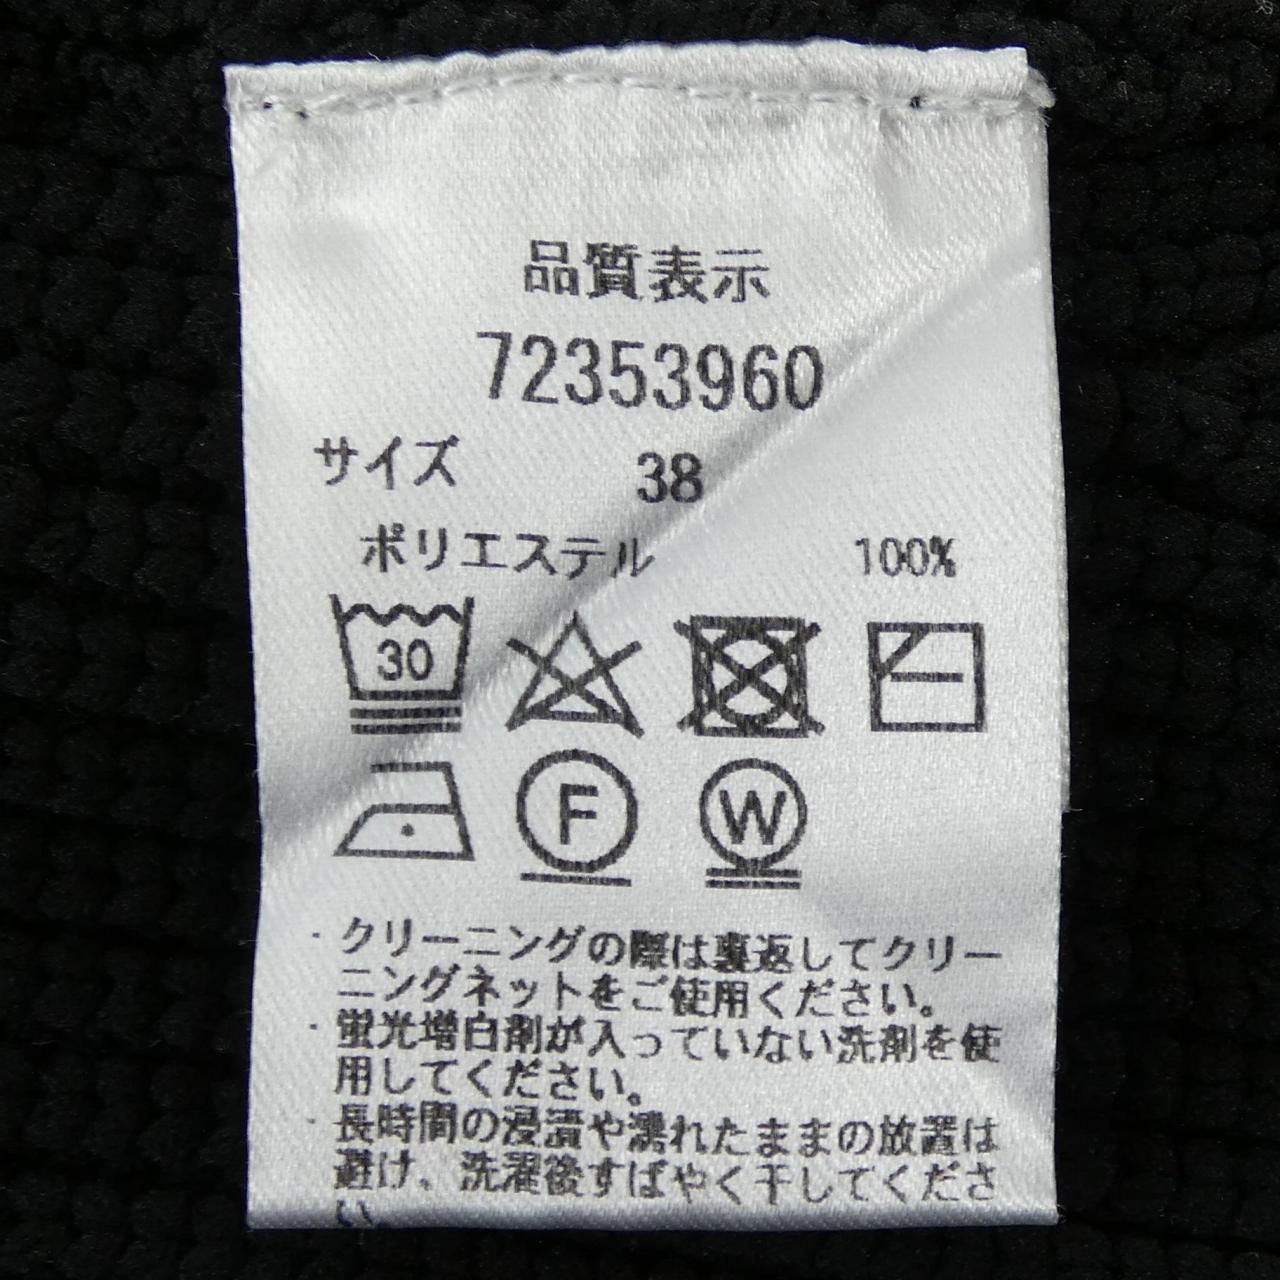 品質表示
72353960
サイズ 38
ポリエステル 100%
30
F
W
・クリーニングの際は裏返してクリー
ニングネットをご使用ください。
・蛍光増白剤が入っていない洗剤を使
用してください。
・長時間の浸漬や濡れたままの放置は
避け、洗濯後すばやく干してくださ
い。